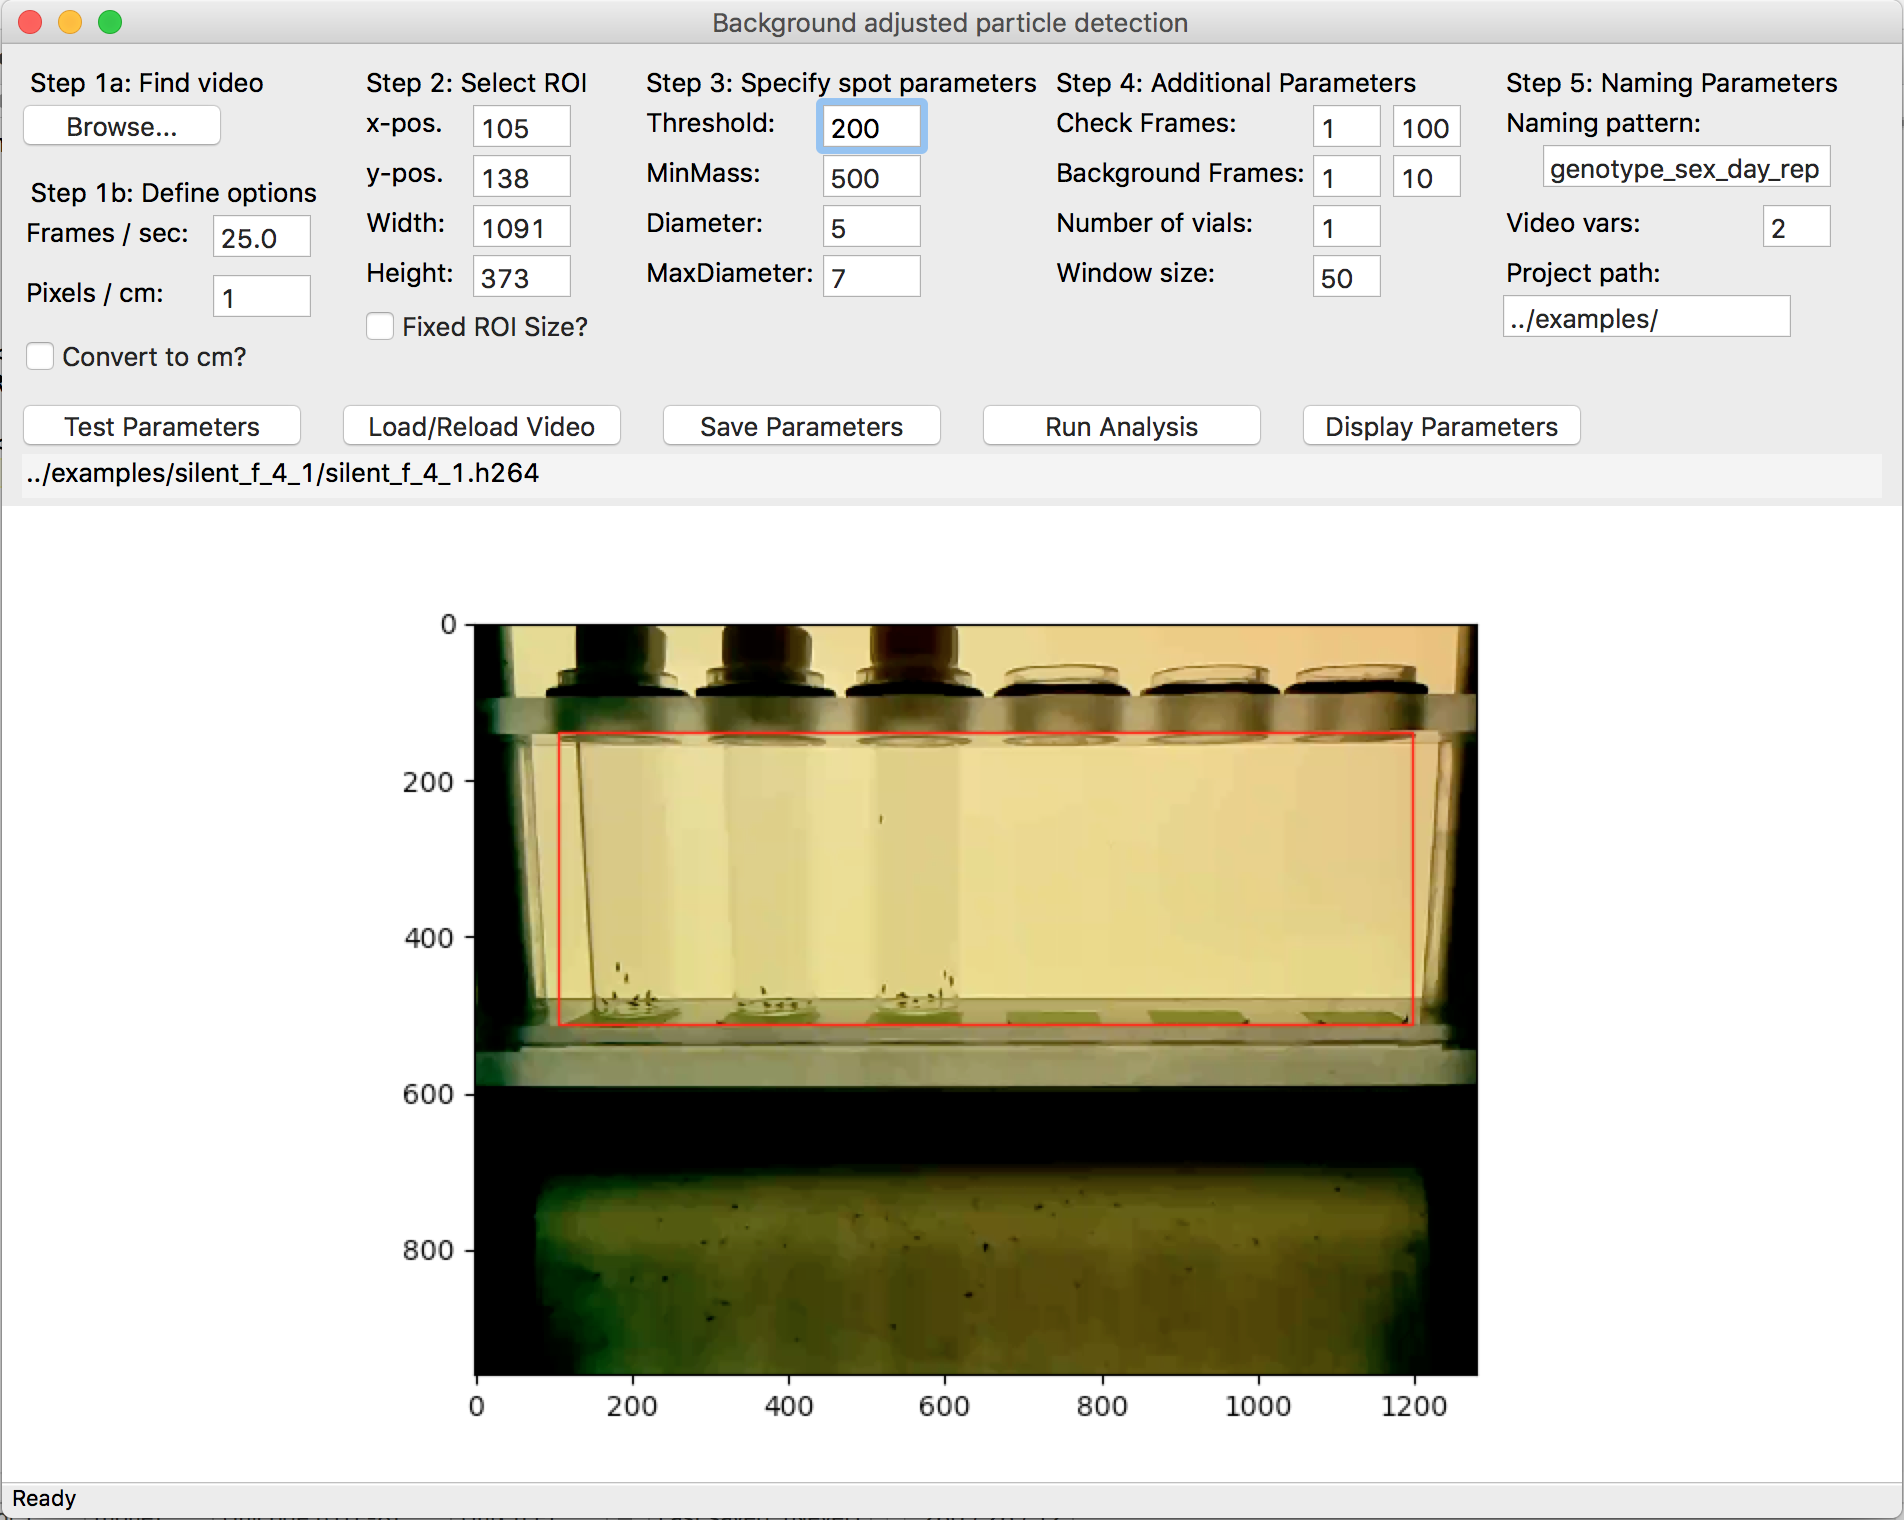 Background adjusted particle detection
Step 1a: Find video
Browse...
Step 1b: Define options
Frames / sec: 25.0
Pixels / cm: 1
Convert to cm?
Step 2: Select ROI
x-pos. 105
y-pos. 138
Width: 1091
Height: 373
Fixed ROI Size?
Step 3: Specify spot parameters
Threshold: 200
MinMass: 500
Diameter: 5
MaxDiameter: 7
Step 4: Additional Parameters
Check Frames: 1 100
Background Frames: 1 10
Number of vials: 1
Window size: 50
Step 5: Naming Parameters
Naming pattern:
genotype_sex_day_rep
Video vars: 2
Project path:
../examples/
Test Parameters Load/Reload Video Save Parameters Run Analysis Display Parameters
../examples/silent_f_4_1/silent_f_4_1.h264
0
200
400
600
800
0 200 400 600 800 1000 1200
Ready